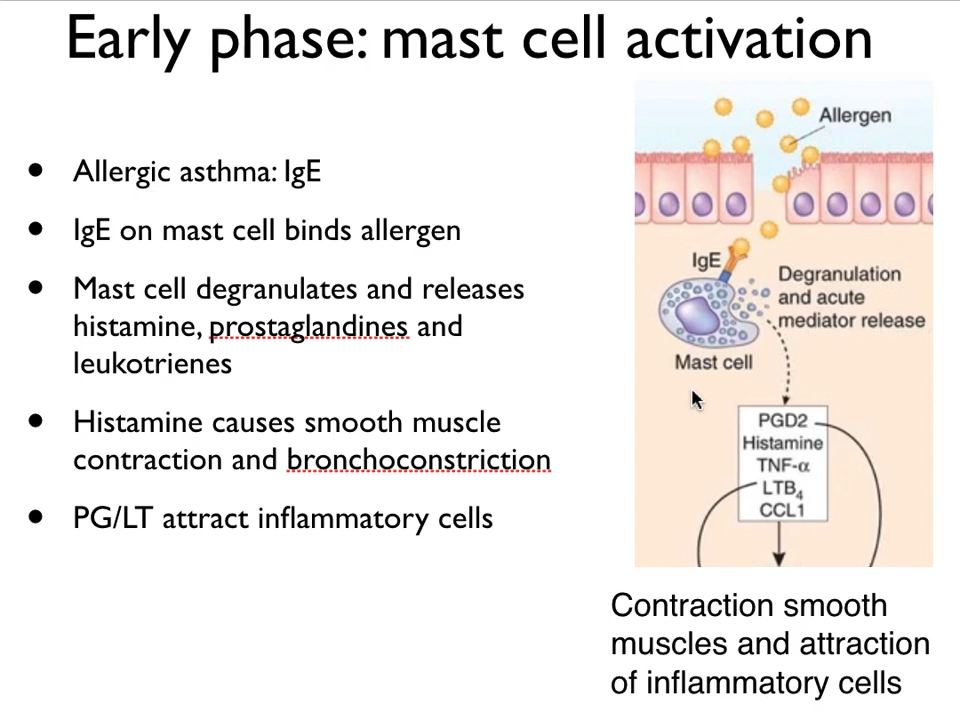 Early phase: mast cell activation
• Allergic asthma: IgE
• IgE on mast cell binds allergen
• Mast cell degranulates and releases
histamine, prostaglandines and
leukotrienes
• Histamine causes smooth muscle
contraction and bronchoconstriction
• PG/LT attract inflammatory cells
Allergen
IgE
Degranulation
and acute
mediator release
Mast cell
PGD2
Histamine
TNF-α
LTB₄
CCL1
Contraction smooth
muscles and attraction
of inflammatory cells